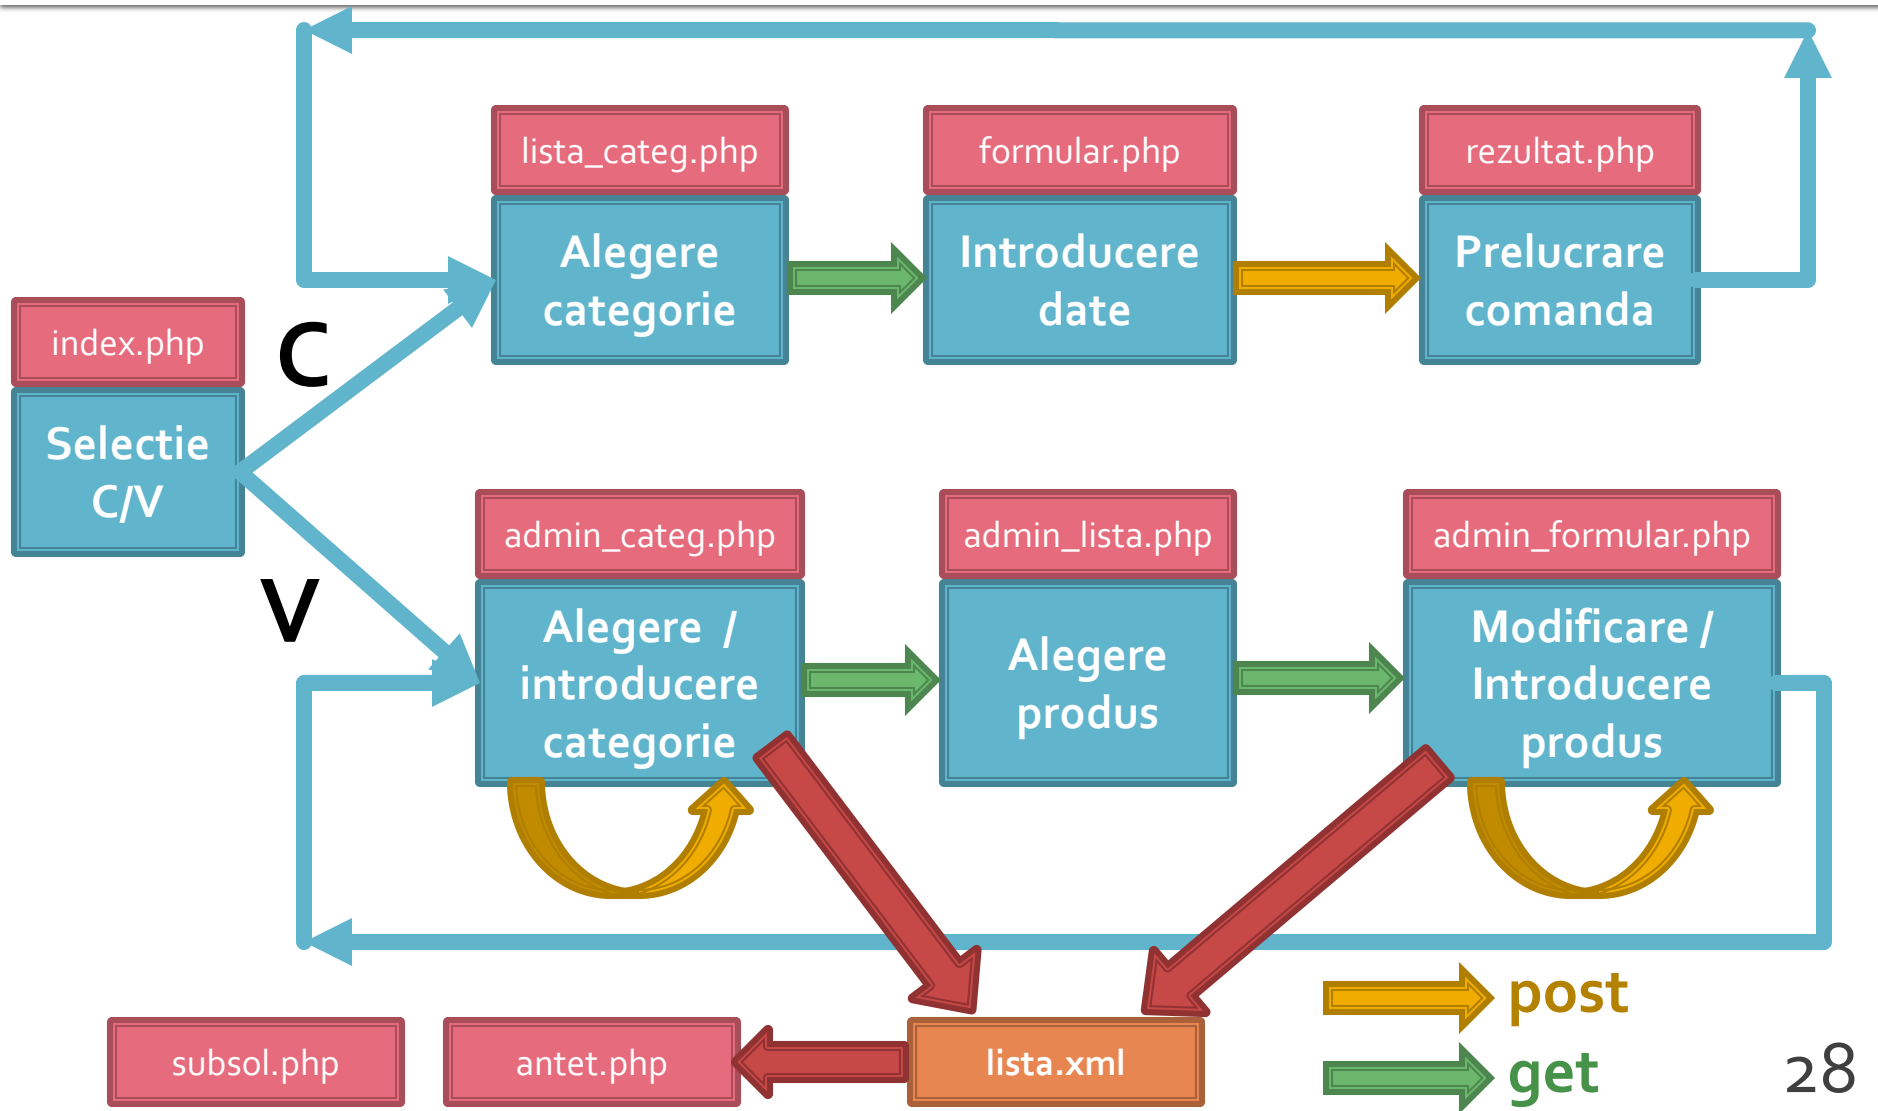 lista_categ.php
formular.php
rezultat.php
Alegere
categorie
Introducere
date
Prelucrare
comanda
index.php
C
Selectie
C/V
V
admin_categ.php
admin_lista.php
admin_formular.php
Alegere /
introducere
categorie
Alegere
produs
Modificare /
Introducere
produs
post
subsol.php
antet.php
lista.xml
get
28